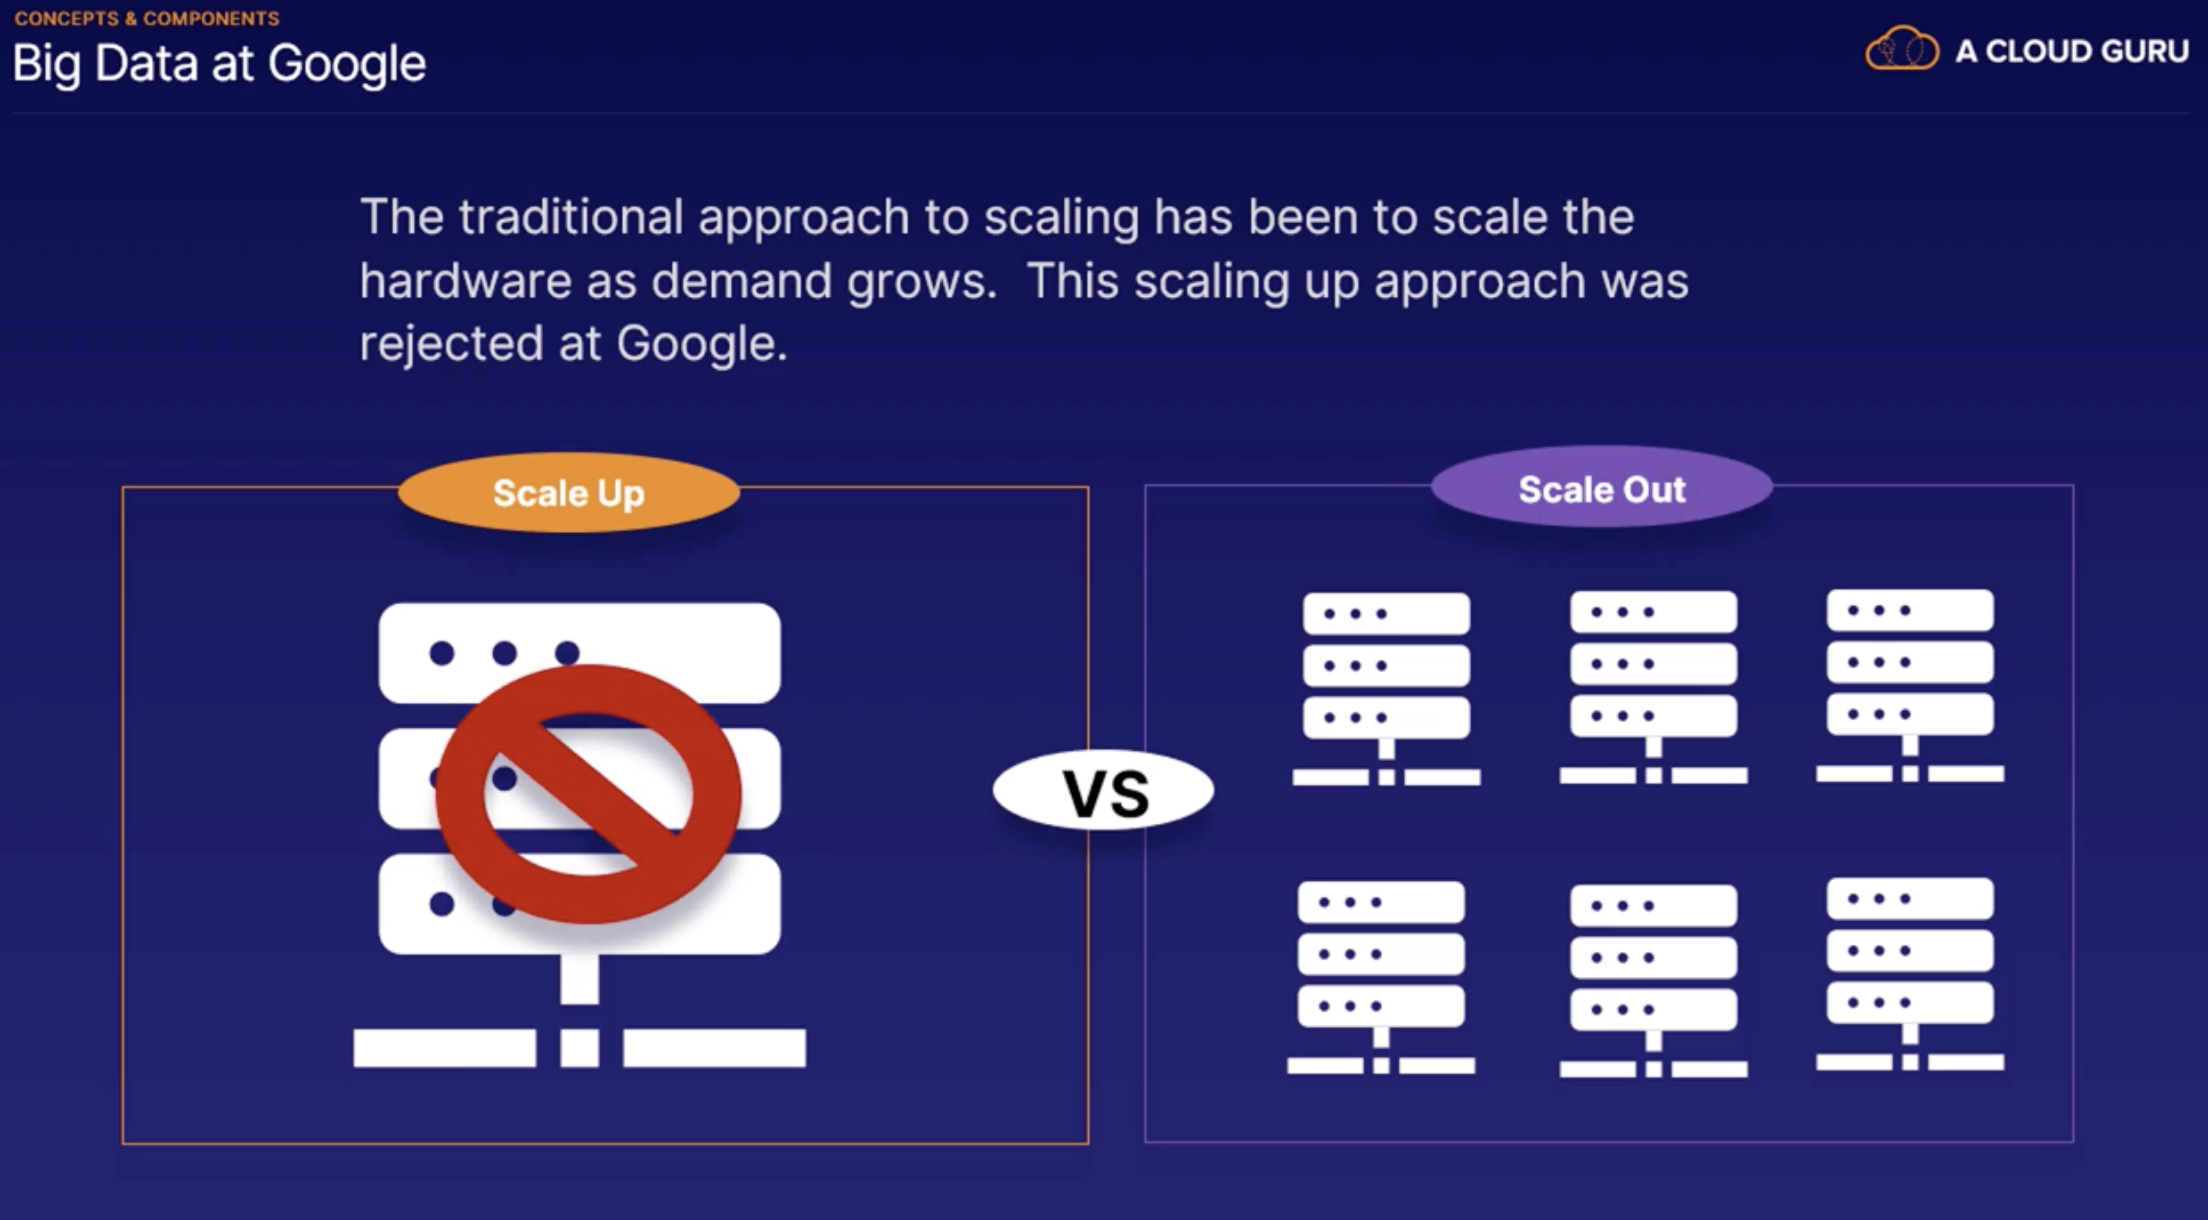 CONCEPTS & COMPONENTS
Big Data at Google
A CLOUD GURU
The traditional approach to scaling has been to scale the
hardware as demand grows.  This scaling up approach was
rejected at Google.
Scale Up
Scale Out
VS